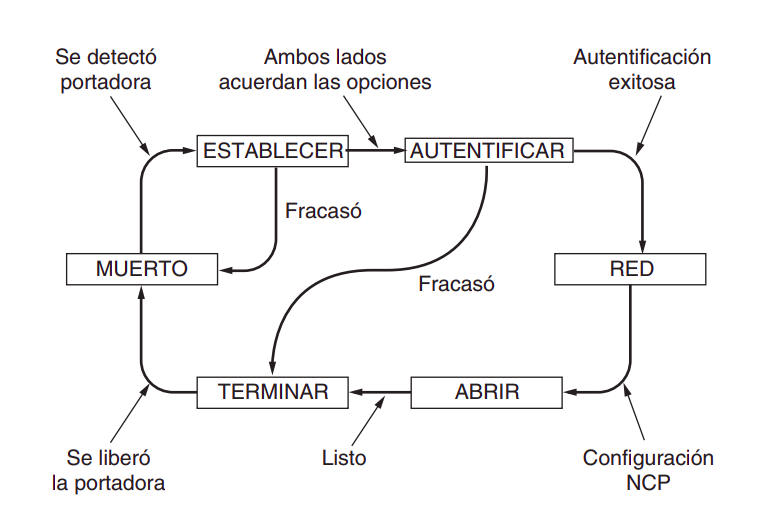 Se detectó
portadora
Ambos lados
acuerdan las opciones
Autentificación
exitosa
ESTABLECER
AUTENTIFICAR
Fracasó
MUERTO
RED
Fracasó
TERMINAR
ABRIR
Se liberó
la portadora
Listo
Configuración
NCP